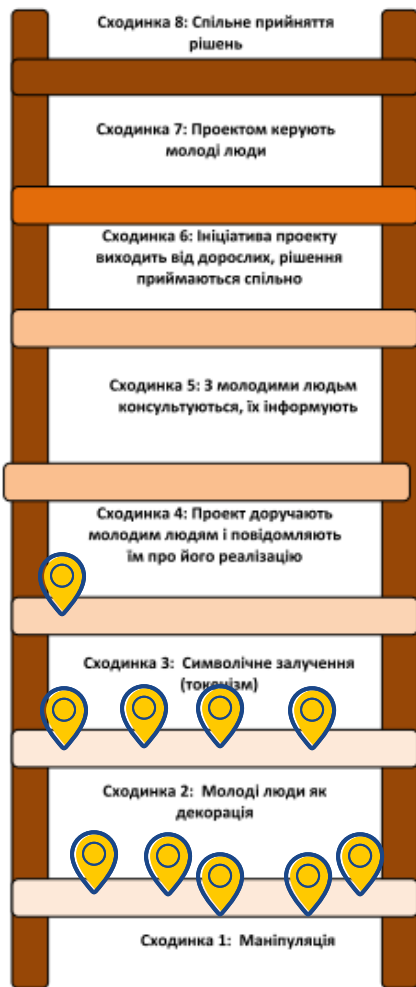 Сходинка 8: Спільне прийняття
рішень
Сходинка 7: Проектом керують
молоді люди
Сходинка 6: Ініціатива проекту
виходить від дорослих, рішення
приймаються спільно
Сходинка 5: З молодими людьм
консультуються, їх інформують
Сходинка 4: Проект доручають
молодим людям і повідомляють
їм про його реалізацію
Сходинка 3: Символічне залучення
(токенізм)
Сходинка 2: Молоді люди як
декорація
Сходинка 1: Маніпуляція